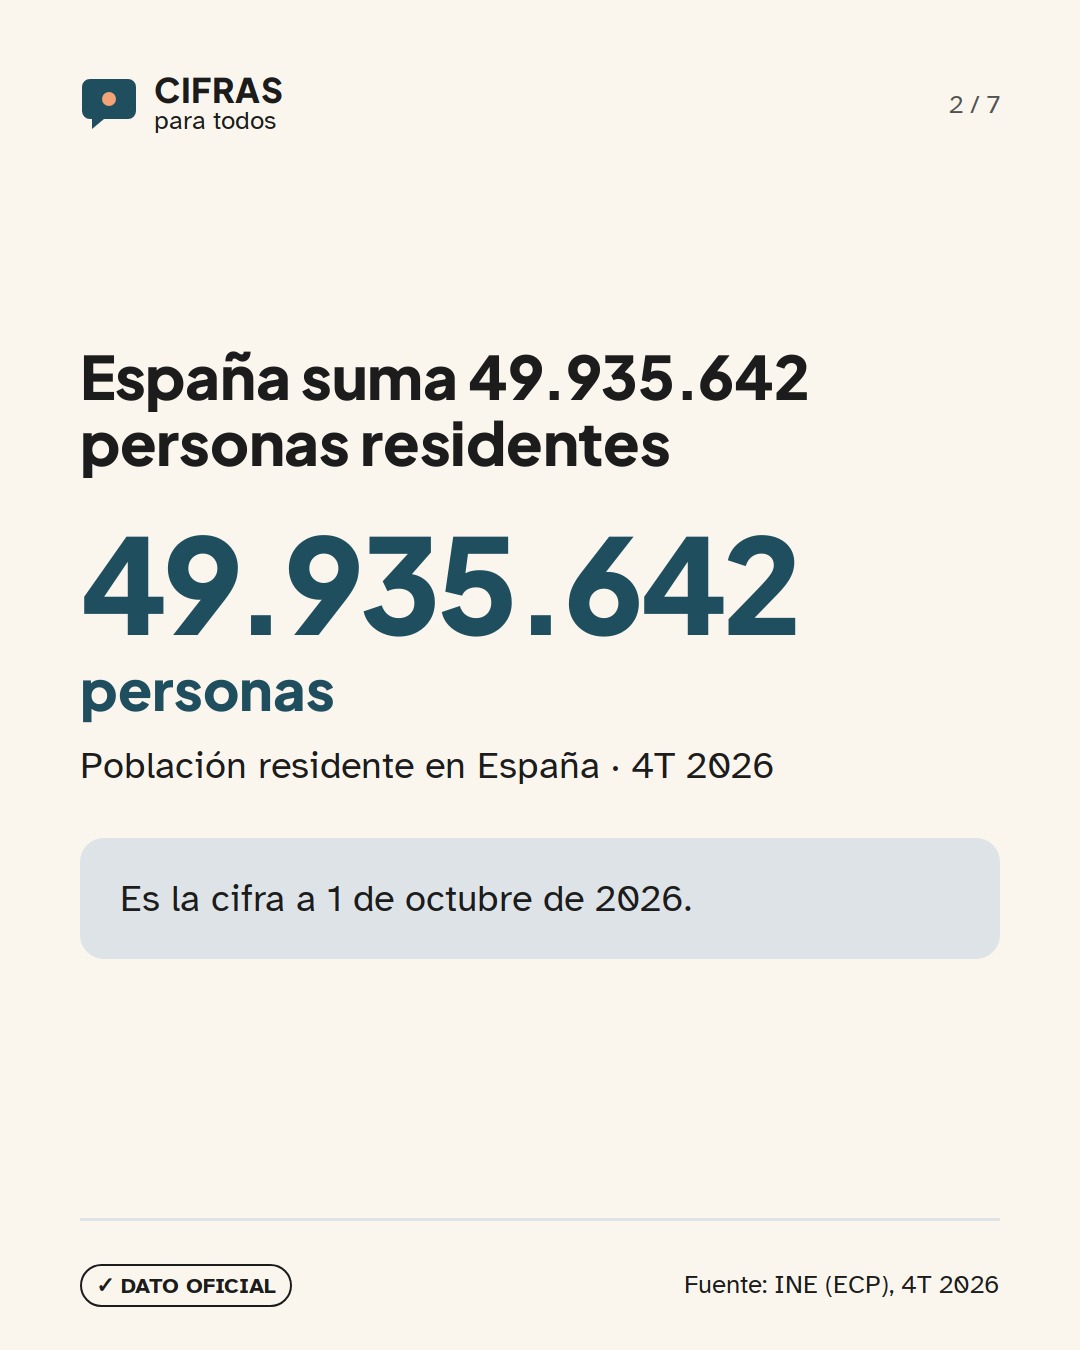 CIFRAS
para todos
2 / 7
España suma 49.935.642
personas residentes
49.935.642
personas
Población residente en España · 4T 2026
Es la cifra a 1 de octubre de 2026.
✓ DATO OFICIAL
Fuente: INE (ECP), 4T 2026